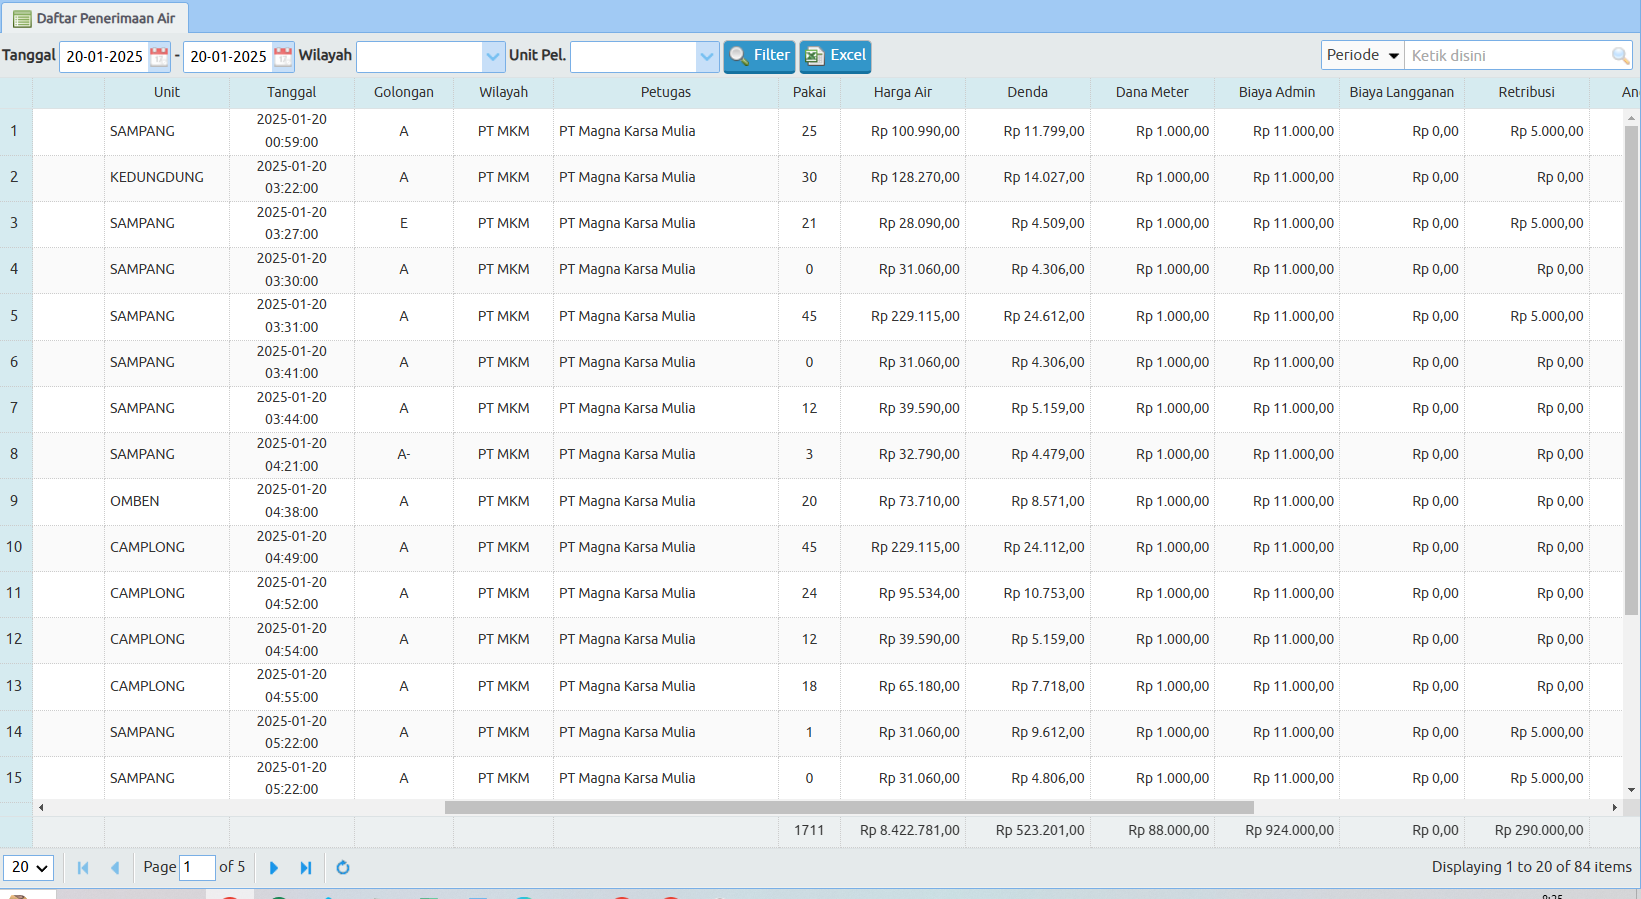 Daftar Penerimaan Air
Tanggal 20-01-2025 - 20-01-2025 Wilayah Unit Pel. Filter Excel Periode Ketik disini
Unit Tanggal Golongan Wilayah Petugas Pakai Harga Air Denda Dana Meter Biaya Admin Biaya Langganan Retribusi An
1 SAMPANG 2025-01-20 00:59:00 A PT MKM PT Magna Karsa Mulia 25 Rp 100.990,00 Rp 11.799,00 Rp 1.000,00 Rp 11.000,00 Rp 0,00 Rp 5.000,00
2 KEDUNGDUNG 2025-01-20 03:22:00 A PT MKM PT Magna Karsa Mulia 30 Rp 128.270,00 Rp 14.027,00 Rp 1.000,00 Rp 11.000,00 Rp 0,00 Rp 0,00
3 SAMPANG 2025-01-20 03:27:00 E PT MKM PT Magna Karsa Mulia 21 Rp 28.090,00 Rp 4.509,00 Rp 1.000,00 Rp 11.000,00 Rp 0,00 Rp 5.000,00
4 SAMPANG 2025-01-20 03:30:00 A PT MKM PT Magna Karsa Mulia 0 Rp 31.060,00 Rp 4.306,00 Rp 1.000,00 Rp 11.000,00 Rp 0,00 Rp 0,00
5 SAMPANG 2025-01-20 03:31:00 A PT MKM PT Magna Karsa Mulia 45 Rp 229.115,00 Rp 24.612,00 Rp 1.000,00 Rp 11.000,00 Rp 0,00 Rp 5.000,00
6 SAMPANG 2025-01-20 03:41:00 A PT MKM PT Magna Karsa Mulia 0 Rp 31.060,00 Rp 4.306,00 Rp 1.000,00 Rp 11.000,00 Rp 0,00 Rp 0,00
7 SAMPANG 2025-01-20 03:44:00 A PT MKM PT Magna Karsa Mulia 12 Rp 39.590,00 Rp 5.159,00 Rp 1.000,00 Rp 11.000,00 Rp 0,00 Rp 0,00
8 SAMPANG 2025-01-20 04:21:00 A- PT MKM PT Magna Karsa Mulia 3 Rp 32.790,00 Rp 4.479,00 Rp 1.000,00 Rp 11.000,00 Rp 0,00 Rp 0,00
9 OMBEN 2025-01-20 04:38:00 A PT MKM PT Magna Karsa Mulia 20 Rp 73.710,00 Rp 8.571,00 Rp 1.000,00 Rp 11.000,00 Rp 0,00 Rp 0,00
10 CAMPLONG 2025-01-20 04:49:00 A PT MKM PT Magna Karsa Mulia 45 Rp 229.115,00 Rp 24.112,00 Rp 1.000,00 Rp 11.000,00 Rp 0,00 Rp 0,00
11 CAMPLONG 2025-01-20 04:52:00 A PT MKM PT Magna Karsa Mulia 24 Rp 95.534,00 Rp 10.753,00 Rp 1.000,00 Rp 11.000,00 Rp 0,00 Rp 0,00
12 CAMPLONG 2025-01-20 04:54:00 A PT MKM PT Magna Karsa Mulia 12 Rp 39.590,00 Rp 5.159,00 Rp 1.000,00 Rp 11.000,00 Rp 0,00 Rp 0,00
13 CAMPLONG 2025-01-20 04:55:00 A PT MKM PT Magna Karsa Mulia 18 Rp 65.180,00 Rp 7.718,00 Rp 1.000,00 Rp 11.000,00 Rp 0,00 Rp 0,00
14 SAMPANG 2025-01-20 05:22:00 A PT MKM PT Magna Karsa Mulia 1 Rp 31.060,00 Rp 9.612,00 Rp 1.000,00 Rp 11.000,00 Rp 0,00 Rp 5.000,00
15 SAMPANG 2025-01-20 05:22:00 A PT MKM PT Magna Karsa Mulia 0 Rp 31.060,00 Rp 4.806,00 Rp 1.000,00 Rp 11.000,00 Rp 0,00 Rp 5.000,00
1711 Rp 8.422.781,00 Rp 523.201,00 Rp 88.000,00 Rp 924.000,00 Rp 0,00 Rp 290.000,00
20 Page 1 of 5 Displaying 1 to 20 of 84 items